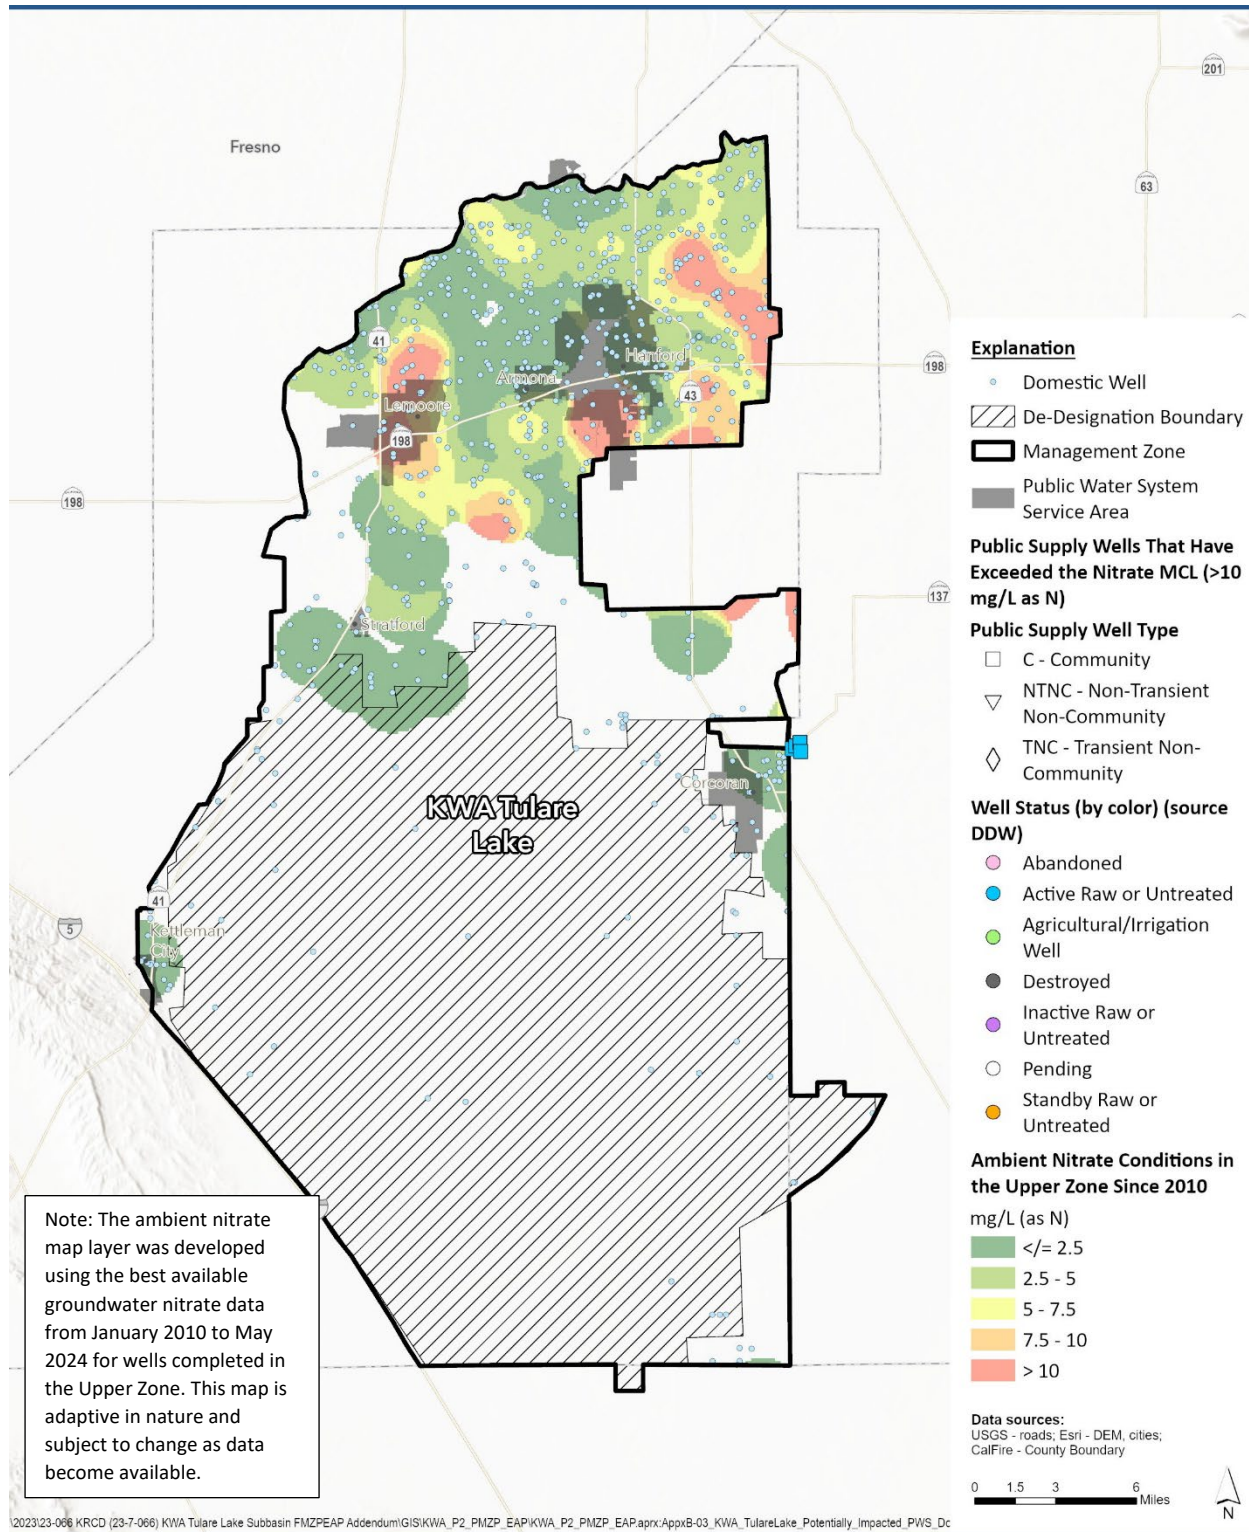 201
Fresno
63
41
Hanford
198
Armona
43
Lemoore
198
198
137
Stratford
Corcoran
KWA Tulare
Lake
41
5
Kettleman
City
Explanation
Domestic Well
De-Designation Boundary
Management Zone
Public Water System
Service Area
Public Supply Wells That Have
Exceeded the Nitrate MCL (>10
mg/L as N)
Public Supply Well Type
C - Community
NTNC - Non-Transient
Non-Community
TNC - Transient Non-
Community
Well Status (by color) (source
DDW)
Abandoned
Active Raw or Untreated
Agricultural/Irrigation
Well
Destroyed
Inactive Raw or
Untreated
Pending
Standby Raw or
Untreated
Ambient Nitrate Conditions in
the Upper Zone Since 2010
mg/L (as N)
</= 2.5
2.5 - 5
5 - 7.5
7.5 - 10
> 10
Data sources:
USGS - roads; Esri - DEM, cities;
CalFire - County Boundary
0 1.5 3 6
Miles
N
Note: The ambient nitrate
map layer was developed
using the best available
groundwater nitrate data
from January 2010 to May
2024 for wells completed in
the Upper Zone. This map is
adaptive in nature and
subject to change as data
become available.
\2023\23-066 KRCD (23-7-066) KWA Tulare Lake Subbasin FMZPEAP Addendum\GIS\KWA_P2_PMZP_EAP\KWA_P2_PMZP_EAP.aprx:AppxB-03_KWA_TulareLake_Potentially_Impacted_PWS_Dc